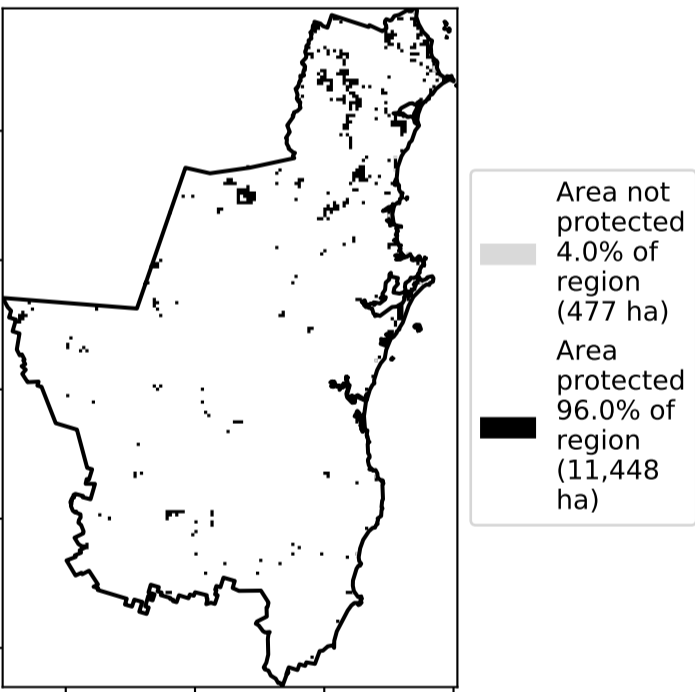 Area not
protected
4.0% of
region
(477 ha)
Area
protected
96.0% of
region
(11,448
ha)